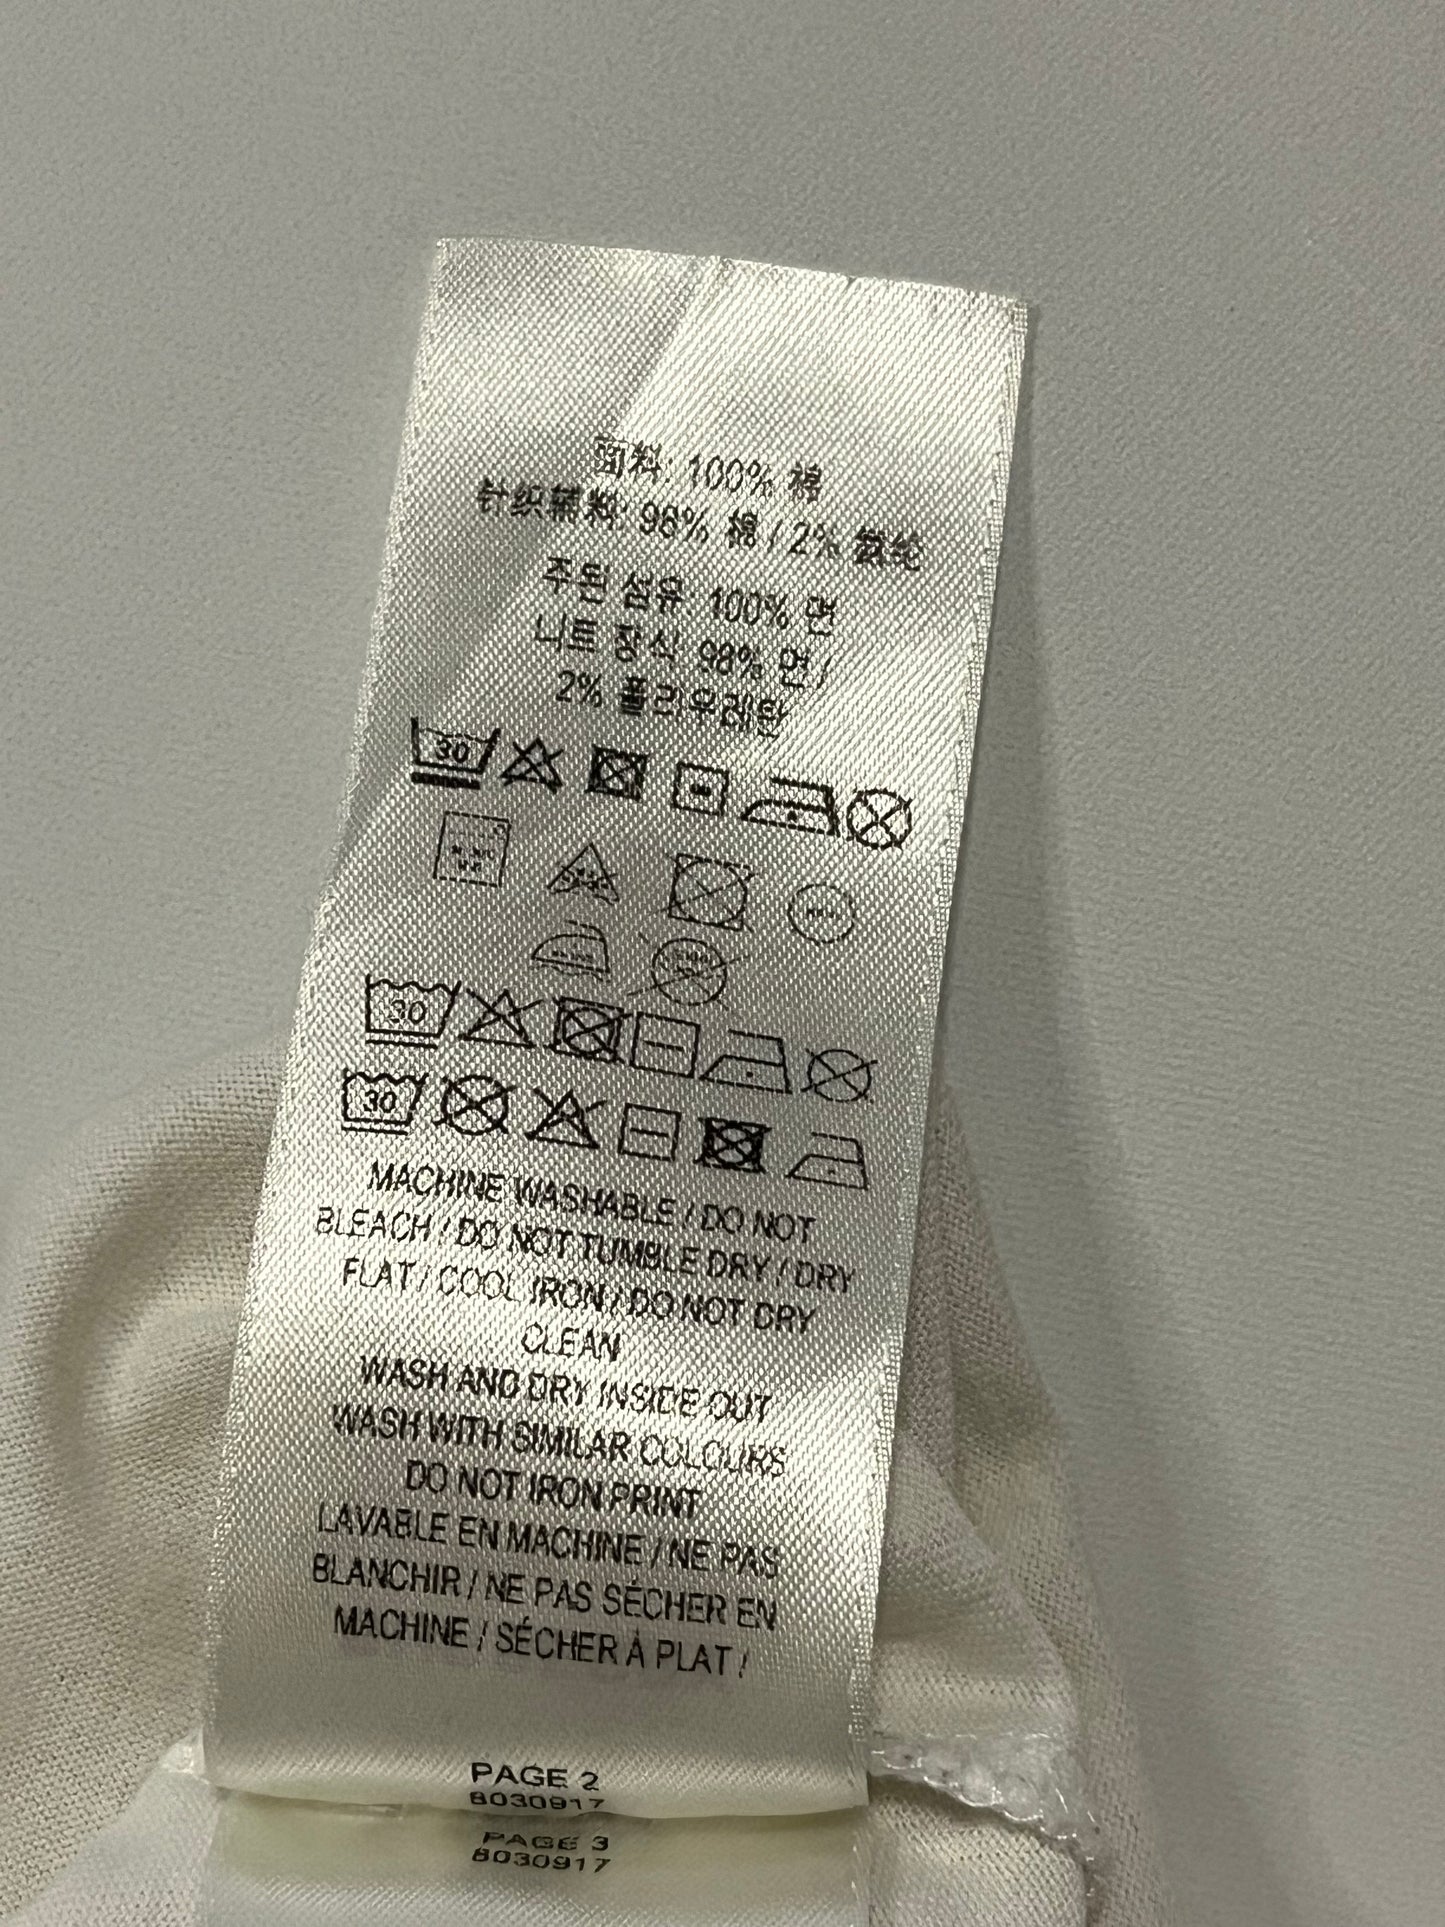 面料: 100% 棉
针织辅料: 98% 棉 / 2% 氨纶
주된 섬유: 100% 면
니트 장식 98% 면 /
2% 폴리우레탄
30
30
30
MACHINE WASHABLE / DO NOT
BLEACH / DO NOT TUMBLE DRY / DRY
FLAT / COOL IRON / DO NOT DRY
CLEAN
WASH AND DRY INSIDE OUT
WASH WITH SIMILAR COLOURS
DO NOT IRON PRINT
LAVABLE EN MACHINE / NE PAS
BLANCHIR / NE PAS SÉCHER EN
MACHINE / SÉCHER À PLAT /
PAGE 2
8030917
PAGE 3
8030917